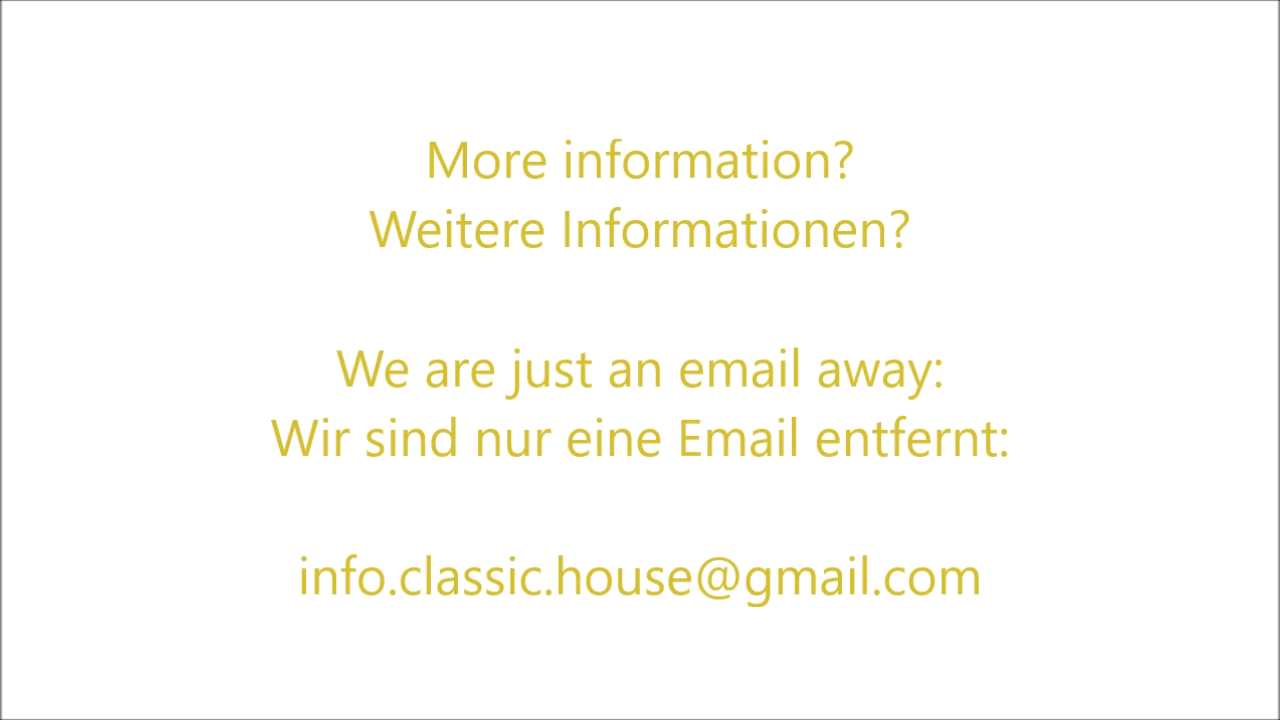 More information?
Weitere Informationen?
We are just an email away:
Wir sind nur eine Email entfernt:
info.classic.house@gmail.com